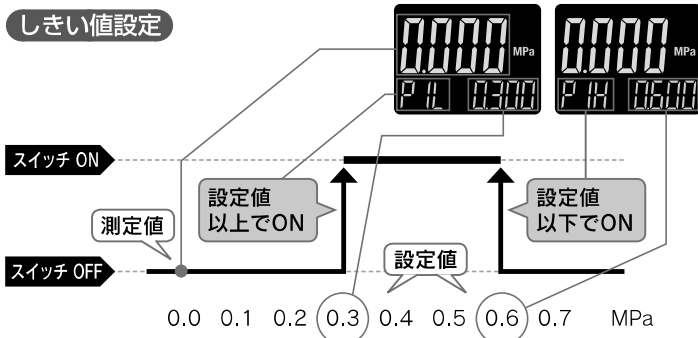 しきい値設定
0.000 MPa
P 1L 0.300
0.000 MPa
P 1H 0.600
スイッチ ON
設定値
以上でON
設定値
以下でON
測定値
設定値
スイッチ OFF
0.0 0.1 0.2 0.3 0.4 0.5 0.6 0.7 MPa